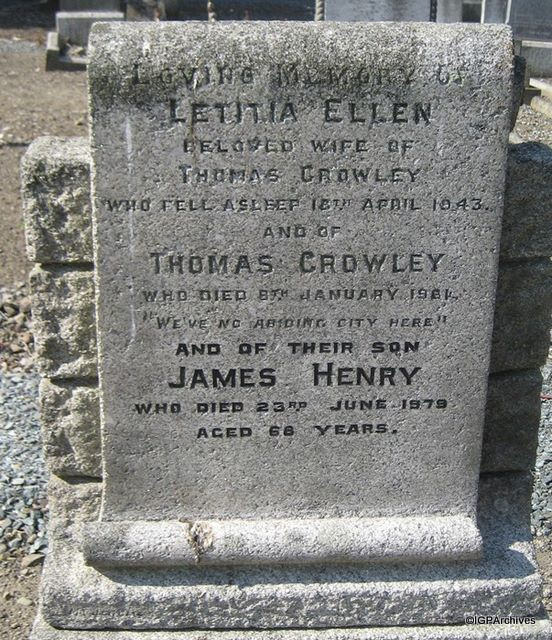 Loving Memory of
Letitia Ellen
Beloved wife of
Thomas Crowley
who fell asleep 18th April 1943.
and of
Thomas Crowley
who died 8th January 1961.
"We've no abiding city here"
and of their son
James Henry
who died 23rd June 1979
aged 68 years.
©IGPArchives